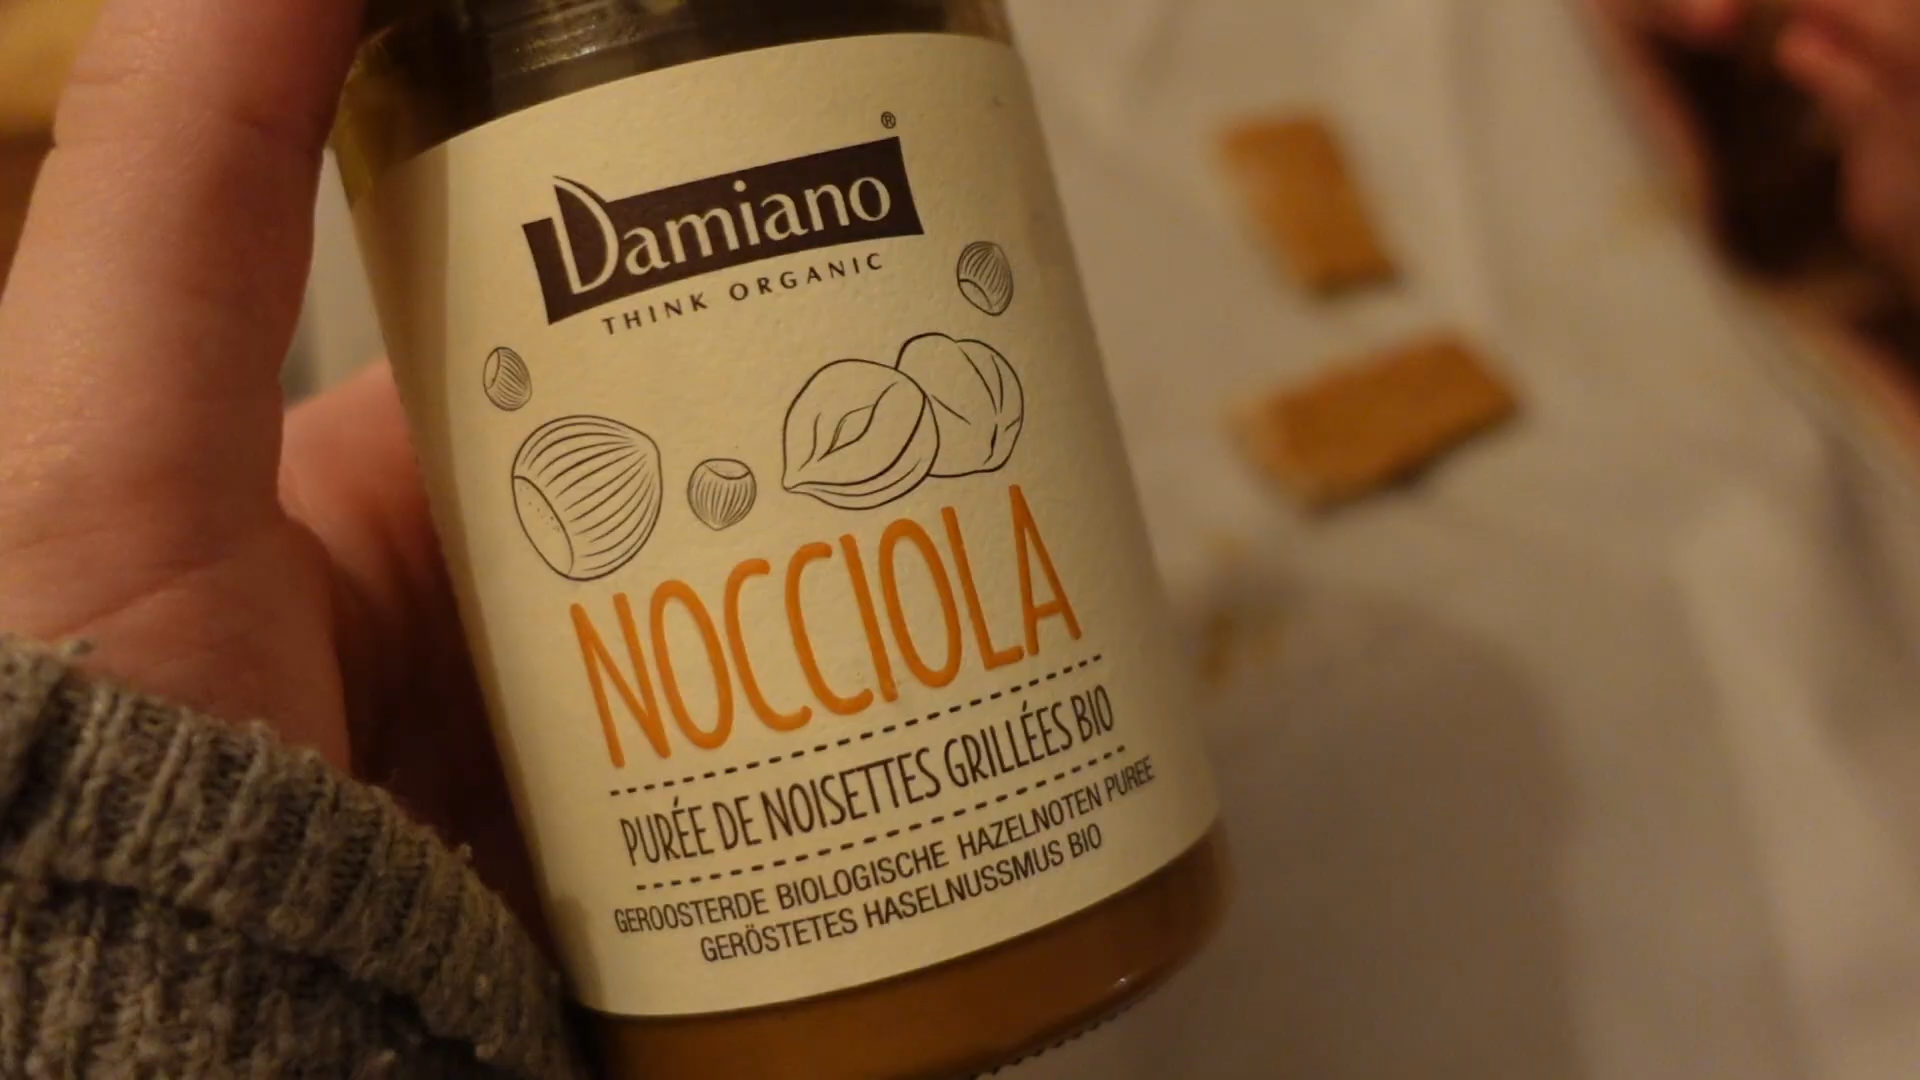 Damiano®
THINK ORGANIC
NOCCIOLA
PURÉE DE NOISETTES GRILLÉES BIO
GEROOSTERDE BIOLOGISCHE HAZELNOTEN PUREE
GERÖSTETES HASELNUSSMUS BIO